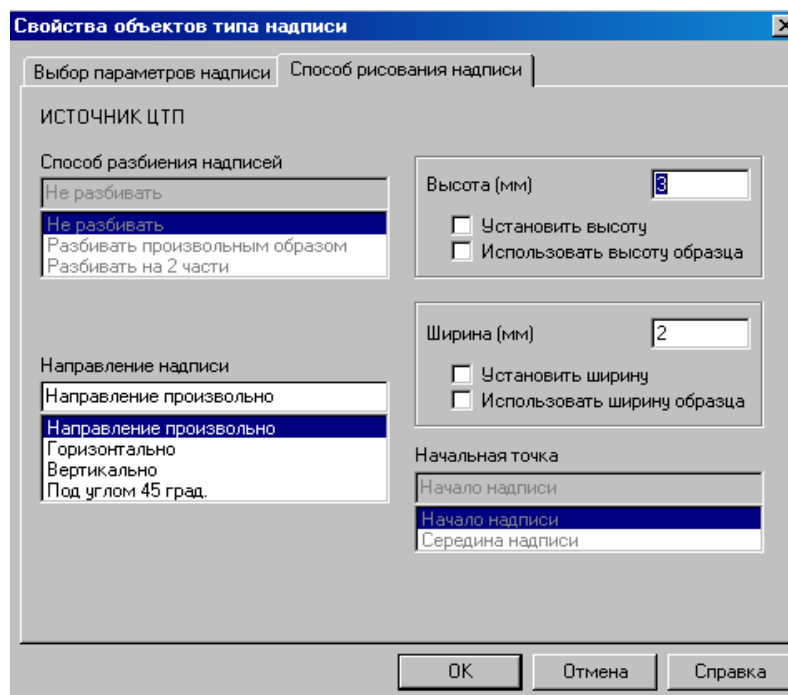 Свойства объектов типа надписи
Выбор параметров надписи
Способ рисования надписи
ИСТОЧНИК ЦТП
Способ разбиения надписей
Не разбивать
Не разбивать
Разбивать произвольным образом
Разбивать на 2 части
Направление надписи
Направление произвольно
Направление произвольно
Горизонтально
Вертикально
Под углом 45 град.
Высота (мм)
3
Установить высоту
Использовать высоту образца
Ширина (мм)
2
Установить ширину
Использовать ширину образца
Начальная точка
Начало надписи
Начало надписи
Середина надписи
OK
Отмена
Справка